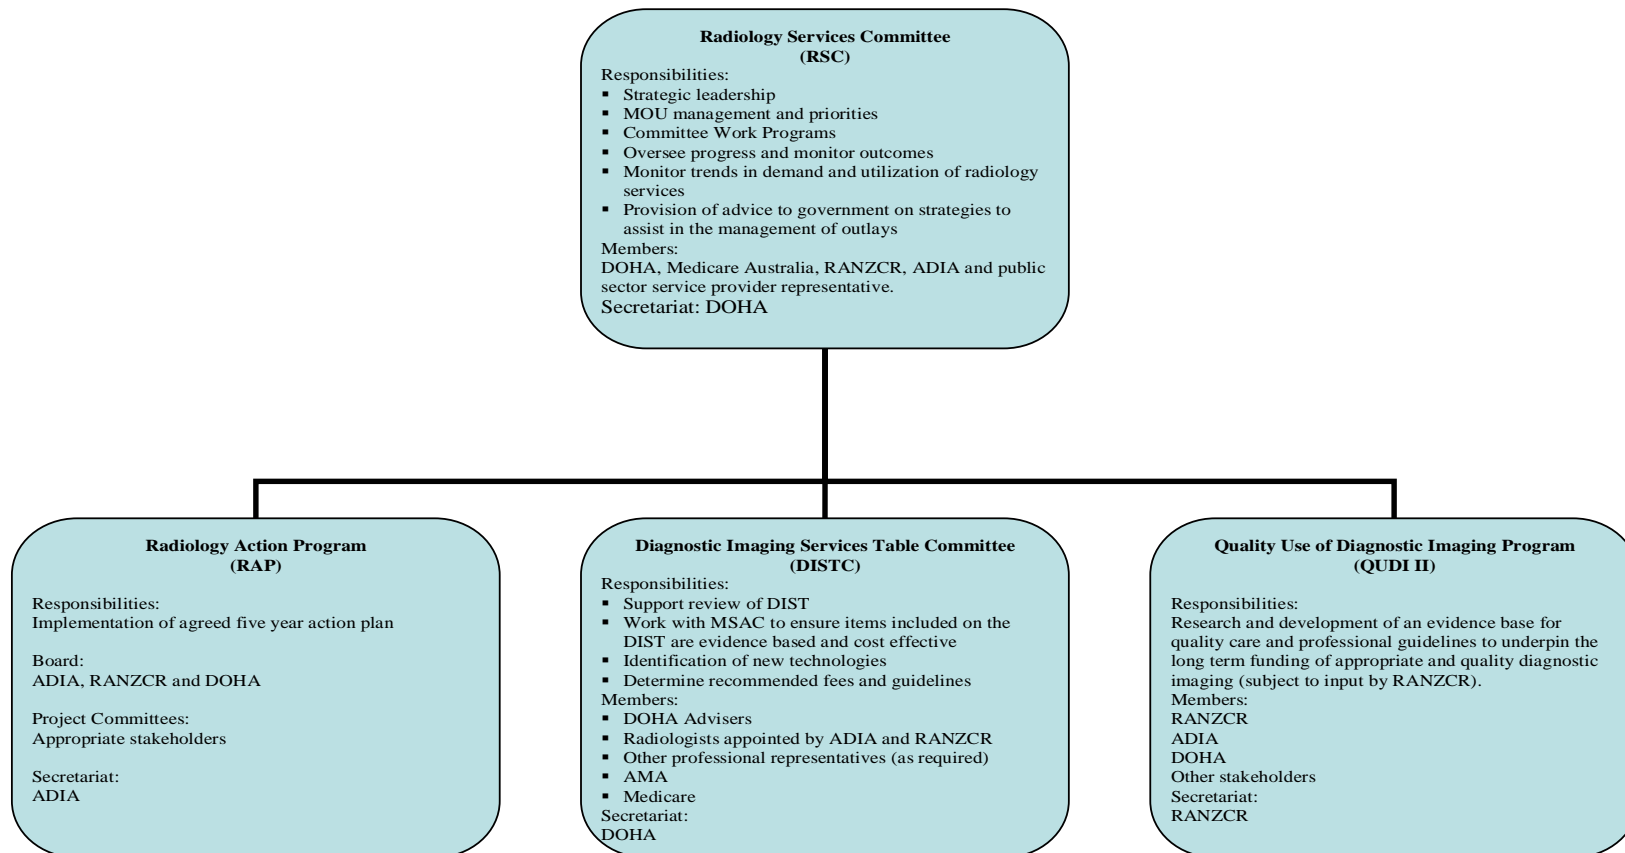 Radiology Services Committee
(RSC)
Responsibilities:
▪ Strategic leadership
▪ MOU management and priorities
▪ Committee Work Programs
▪ Oversee progress and monitor outcomes
▪ Monitor trends in demand and utilization of radiology
services
▪ Provision of advice to government on strategies to
assist in the management of outlays
Members:
DOHA, Medicare Australia, RANZCR, ADIA and public
sector service provider representative.
Secretariat: DOHA
Radiology Action Program
(RAP)
Responsibilities:
Implementation of agreed five year action plan
Board:
ADIA, RANZCR and DOHA
Project Committees:
Appropriate stakeholders
Secretariat:
ADIA
Diagnostic Imaging Services Table Committee
(DISTC)
Responsibilities:
▪ Support review of DIST
▪ Work with MSAC to ensure items included on the
DIST are evidence based and cost effective
▪ Identification of new technologies
▪ Determine recommended fees and guidelines
Members:
▪ DOHA Advisers
▪ Radiologists appointed by ADIA and RANZCR
▪ Other professional representatives (as required)
▪ AMA
▪ Medicare
Secretariat:
DOHA
Quality Use of Diagnostic Imaging Program
(QUDI II)
Responsibilities:
Research and development of an evidence base for
quality care and professional guidelines to underpin the
long term funding of appropriate and quality diagnostic
imaging (subject to input by RANZCR).
Members:
RANZCR
ADIA
DOHA
Other stakeholders
Secretariat:
RANZCR